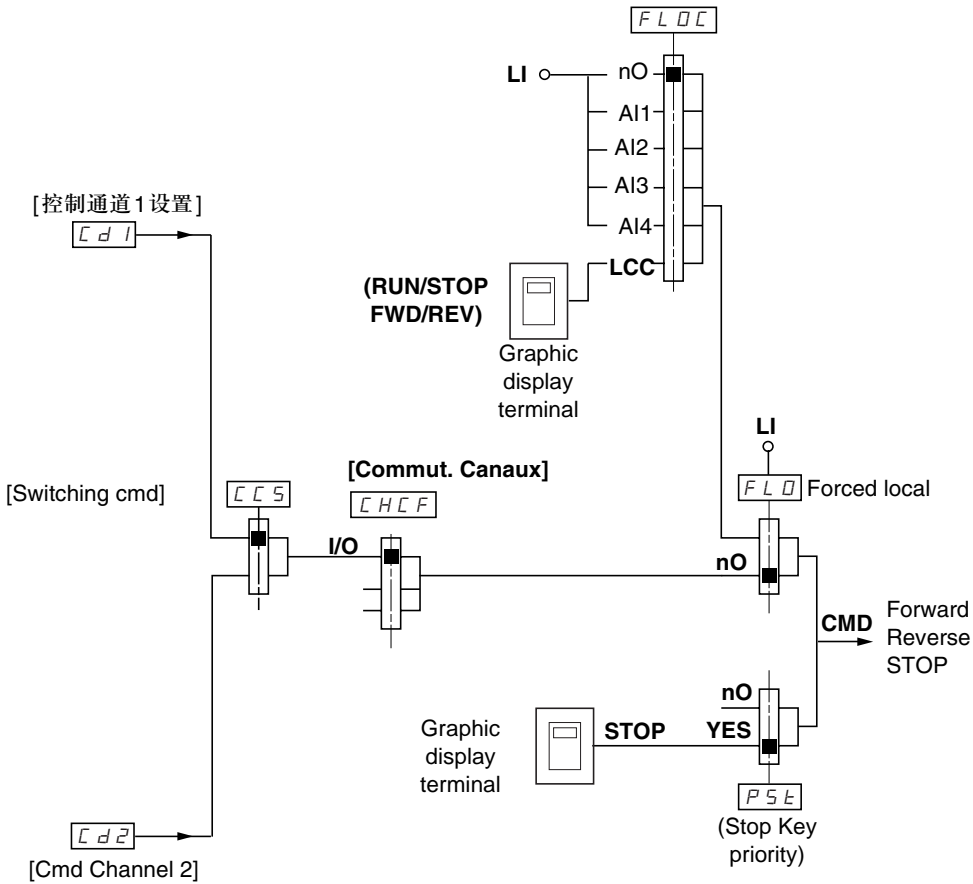 FLOC
LI
nO
AI1
AI2
AI3
AI4
LCC
[控制通道1设置]
Cd1
(RUN/STOP
FWD/REV)
Graphic
display
terminal
LI
FLO
Forced local
[Switching cmd]
CCS
[Commut. Canaux]
CHCF
I/O
nO
CMD
Forward
Reverse
STOP
nO
Graphic
display
terminal
STOP
YES
PSt
(Stop Key
priority)
Cd2
[Cmd Channel 2]